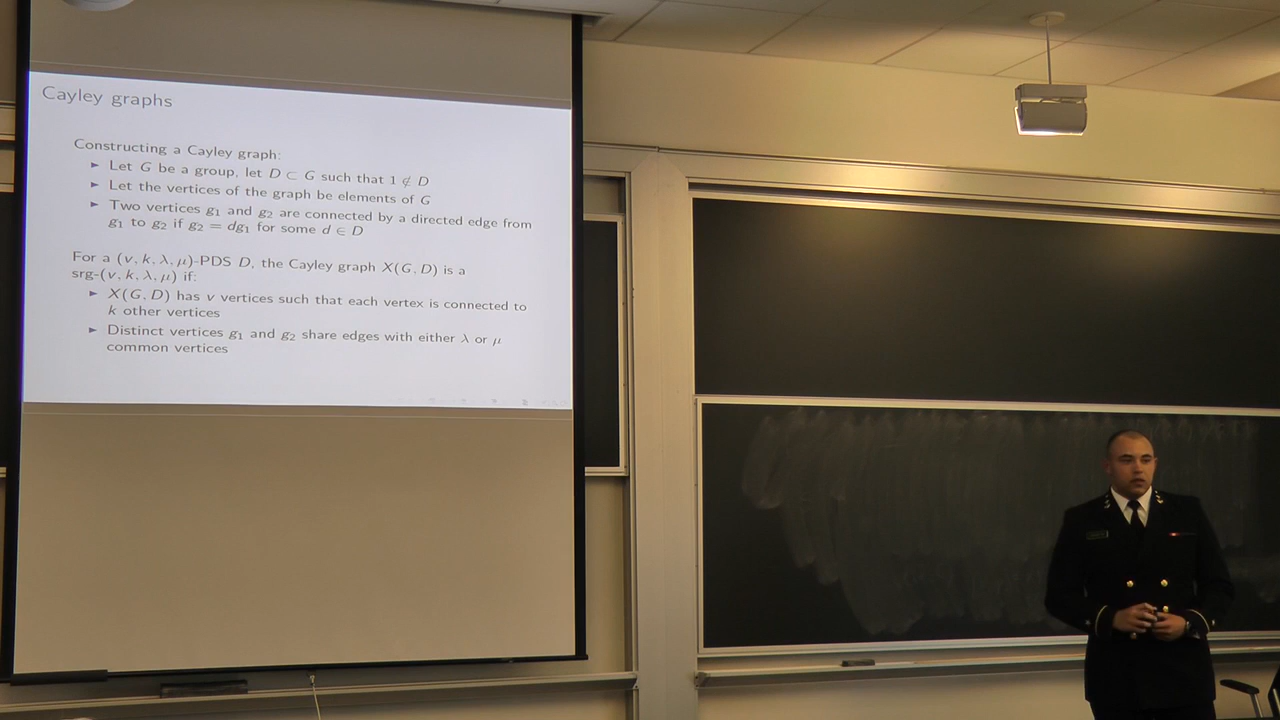 Cayley graphs
Constructing a Cayley graph:
► Let G be a group, let D ⊂ G such that 1 ∉ D
► Let the vertices of the graph be elements of G
► Two vertices g₁ and g₂ are connected by a directed edge from
g₁ to g₂ if g₂ = dg₁ for some d ∈ D
For a (v, k, λ, μ)-PDS D, the Cayley graph X(G, D) is a
srg-(v, k, λ, μ) if:
► X(G, D) has v vertices such that each vertex is connected to
k other vertices
► Distinct vertices g₁ and g₂ share edges with either λ or μ
common vertices